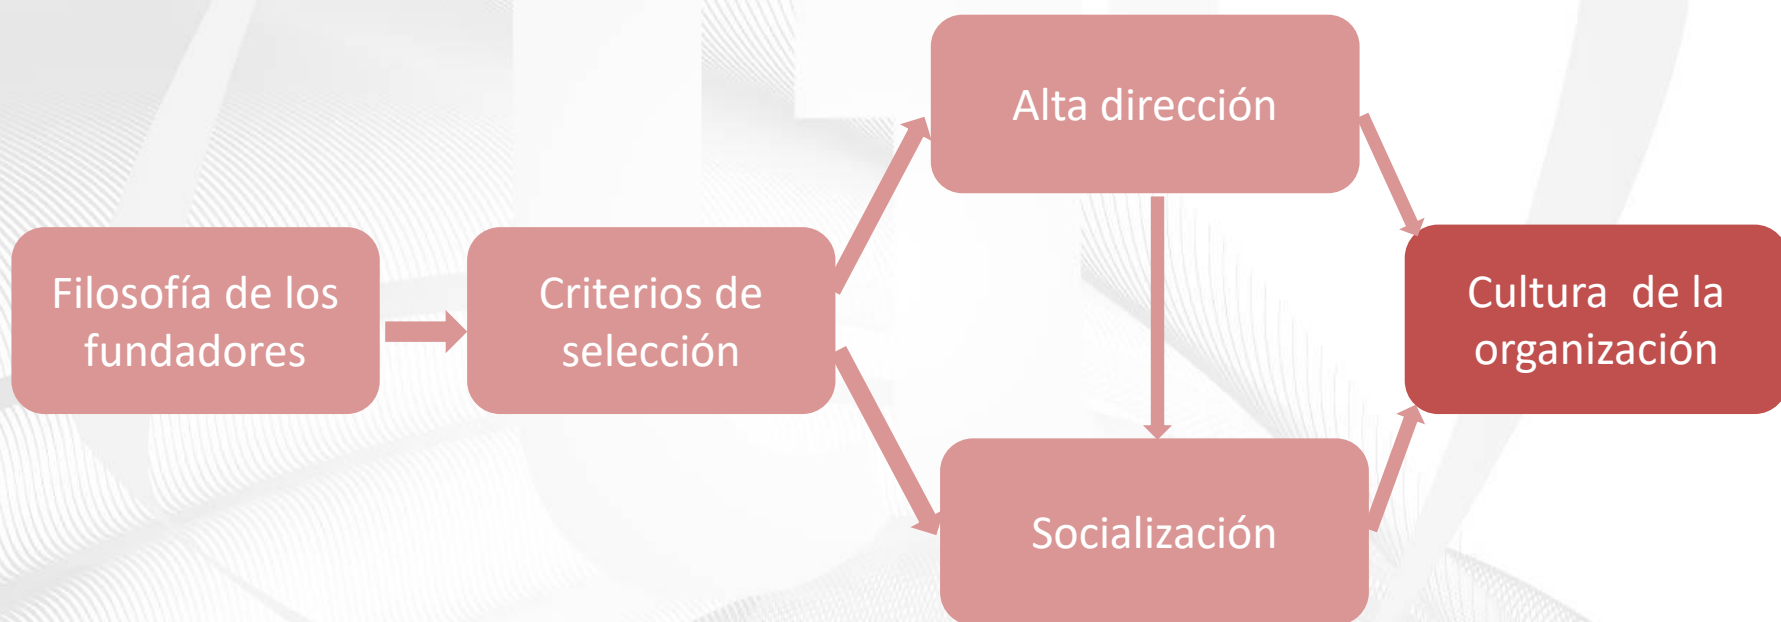 Filosofía de los
fundadores
Criterios de
selección
Alta dirección
Socialización
Cultura  de la
organización